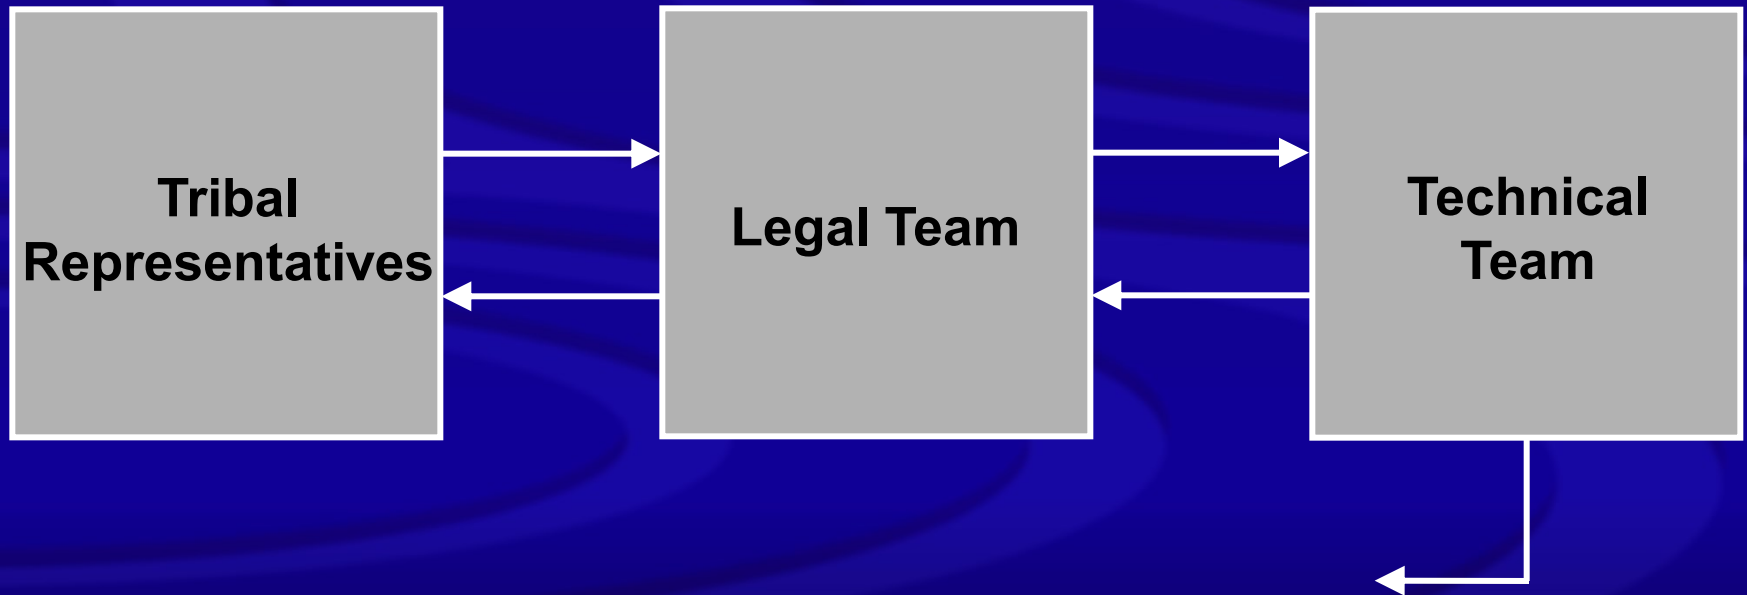 Tribal
Representatives
Legal Team
Technical
Team